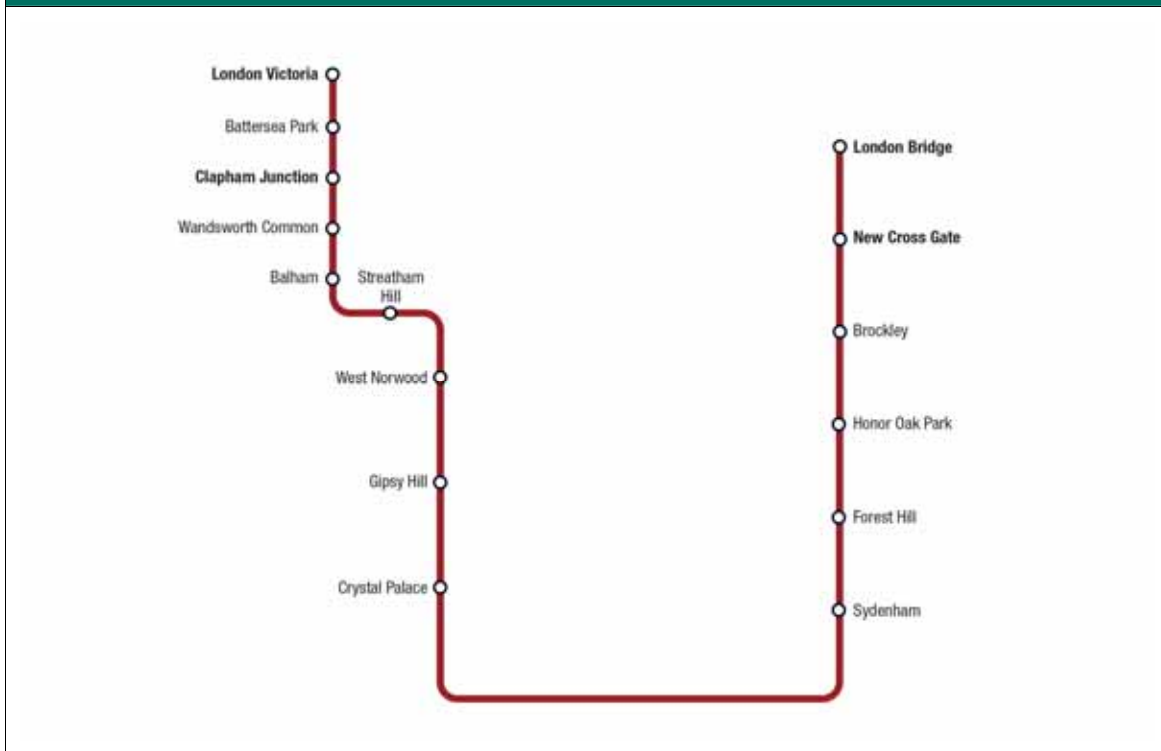 London Victoria
Battersea Park
Clapham Junction
Wandsworth Common
Balham
Streatham
Hill
West Norwood
Gipsy Hill
Crystal Palace
London Bridge
New Cross Gate
Brockley
Honor Oak Park
Forest Hill
Sydenham